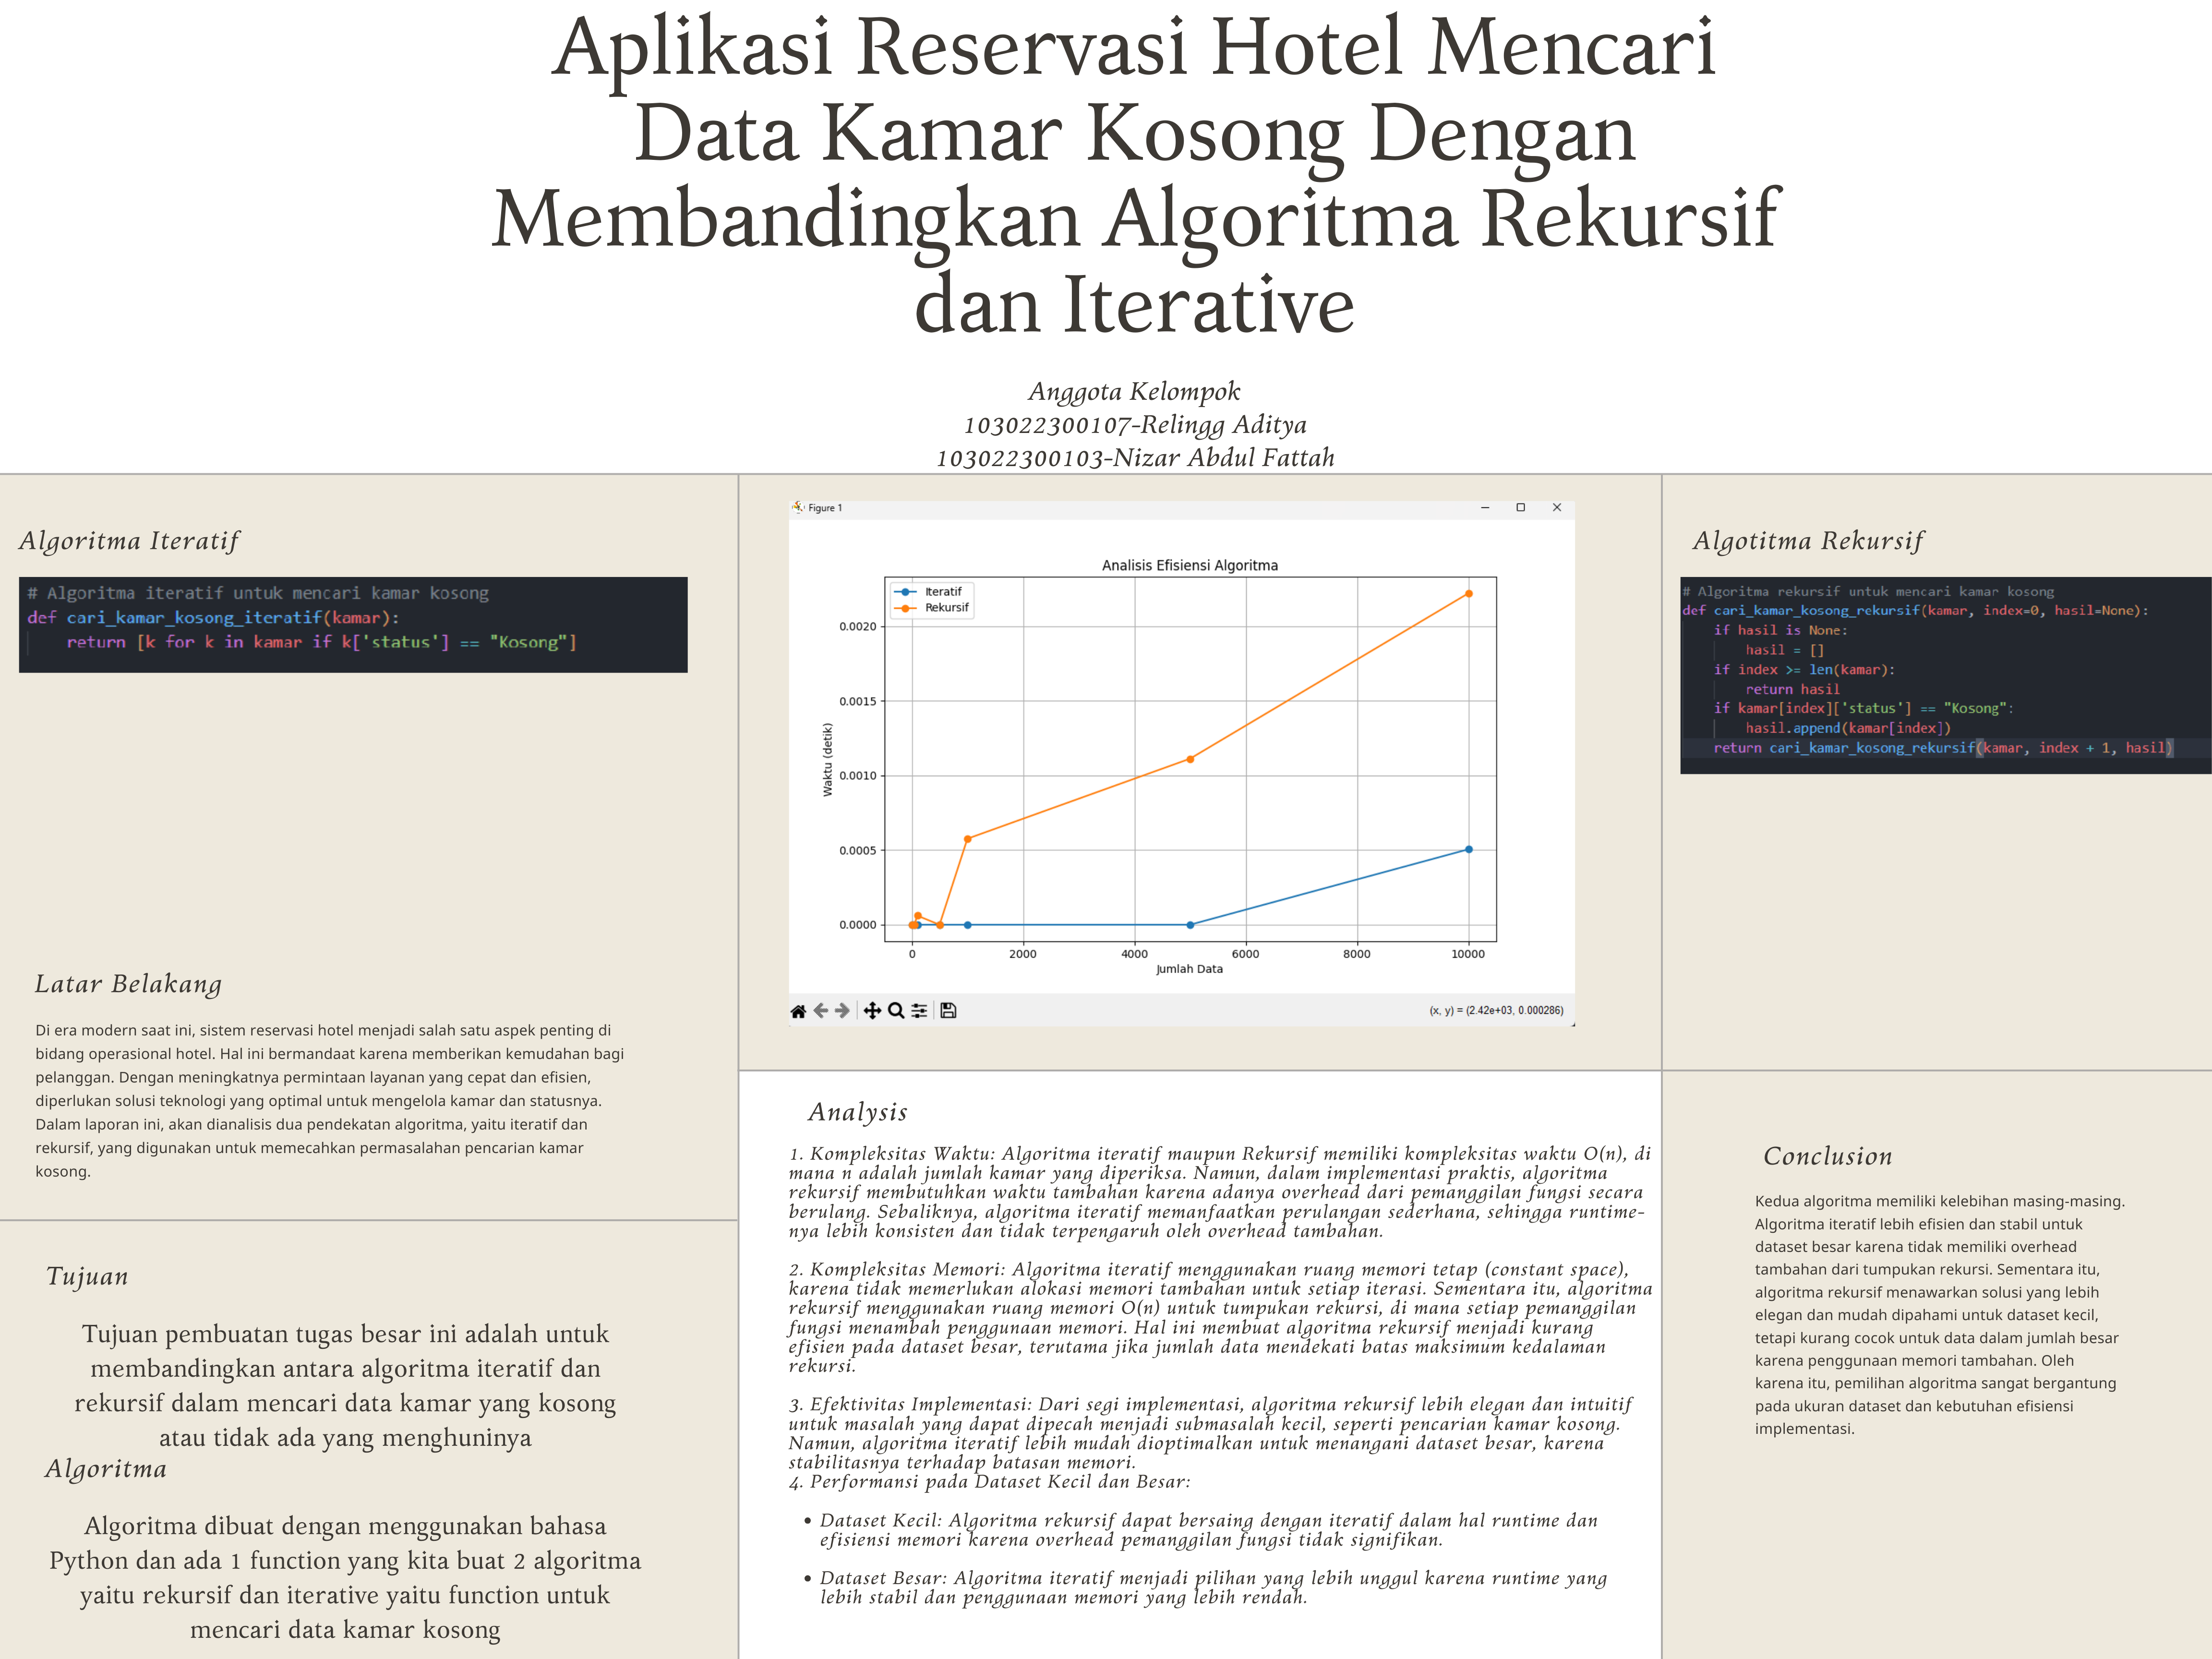 Aplikasi Reservasi Hotel Mencari
Data Kamar Kosong Dengan
Membandingkan Algoritma Rekursif
dan Iterative
Anggota Kelompok
103022300107-Relingg Aditya
103022300103-Nizar Abdul Fattah
Algoritma Iteratif
# Algoritma iteratif untuk mencari kamar kosong
def cari_kamar_kosong_iteratif(kamar):
    return [k for k in kamar if k['status'] == "Kosong"]
Latar Belakang
Di era modern saat ini, sistem reservasi hotel menjadi salah satu aspek penting di
bidang operasional hotel. Hal ini bermandaat karena memberikan kemudahan bagi
pelanggan. Dengan meningkatnya permintaan layanan yang cepat dan efisien,
diperlukan solusi teknologi yang optimal untuk mengelola kamar dan statusnya.
Dalam laporan ini, akan dianalisis dua pendekatan algoritma, yaitu iteratif dan
rekursif, yang digunakan untuk memecahkan permasalahan pencarian kamar
kosong.
Tujuan
Tujuan pembuatan tugas besar ini adalah untuk
membandingkan antara algoritma iteratif dan
rekursif dalam mencari data kamar yang kosong
atau tidak ada yang menghuninya
Algoritma
Algoritma dibuat dengan menggunakan bahasa
Python dan ada 1 function yang kita buat 2 algoritma
yaitu rekursif dan iterative yaitu function untuk
mencari data kamar kosong
Figure 1
Analisis Efisiensi Algoritma
Iteratif
Rekursif
Waktu (detik)
0.0020
0.0015
0.0010
0.0005
0.0000
0 2000 4000 6000 8000 10000
Jumlah Data
(x, y) = (2.42e+03, 0.000286)
Analysis
1. Kompleksitas Waktu: Algoritma iteratif maupun Rekursif memiliki kompleksitas waktu O(n), di
mana n adalah jumlah kamar yang diperiksa. Namun, dalam implementasi praktis, algoritma
rekursif membutuhkan waktu tambahan karena adanya overhead dari pemanggilan fungsi secara
berulang. Sebaliknya, algoritma iteratif memanfaatkan perulangan sederhana, sehingga runtime-
nya lebih konsisten dan tidak terpengaruh oleh overhead tambahan.
2. Kompleksitas Memori: Algoritma iteratif menggunakan ruang memori tetap (constant space),
karena tidak memerlukan alokasi memori tambahan untuk setiap iterasi. Sementara itu, algoritma
rekursif menggunakan ruang memori O(n) untuk tumpukan rekursi, di mana setiap pemanggilan
fungsi menambah penggunaan memori. Hal ini membuat algoritma rekursif menjadi kurang
efisien pada dataset besar, terutama jika jumlah data mendekati batas maksimum kedalaman
rekursi.
3. Efektivitas Implementasi: Dari segi implementasi, algoritma rekursif lebih elegan dan intuitif
untuk masalah yang dapat dipecah menjadi submasalah kecil, seperti pencarian kamar kosong.
Namun, algoritma iteratif lebih mudah dioptimalkan untuk menangani dataset besar, karena
stabilitasnya terhadap batasan memori.
4. Performansi pada Dataset Kecil dan Besar:
• Dataset Kecil: Algoritma rekursif dapat bersaing dengan iteratif dalam hal runtime dan
efisiensi memori karena overhead pemanggilan fungsi tidak signifikan.
• Dataset Besar: Algoritma iteratif menjadi pilihan yang lebih unggul karena runtime yang
lebih stabil dan penggunaan memori yang lebih rendah.
Algotitma Rekursif
# Algoritma rekursif untuk mencari kamar kosong
def cari_kamar_kosong_rekursif(kamar, index=0, hasil=None):
    if hasil is None:
        hasil = []
    if index >= len(kamar):
        return hasil
    if kamar[index]['status'] == "Kosong":
        hasil.append(kamar[index])
    return cari_kamar_kosong_rekursif(kamar, index + 1, hasil)
Conclusion
Kedua algoritma memiliki kelebihan masing-masing.
Algoritma iteratif lebih efisien dan stabil untuk
dataset besar karena tidak memiliki overhead
tambahan dari tumpukan rekursi. Sementara itu,
algoritma rekursif menawarkan solusi yang lebih
elegan dan mudah dipahami untuk dataset kecil,
tetapi kurang cocok untuk data dalam jumlah besar
karena penggunaan memori tambahan. Oleh
karena itu, pemilihan algoritma sangat bergantung
pada ukuran dataset dan kebutuhan efisiensi
implementasi.